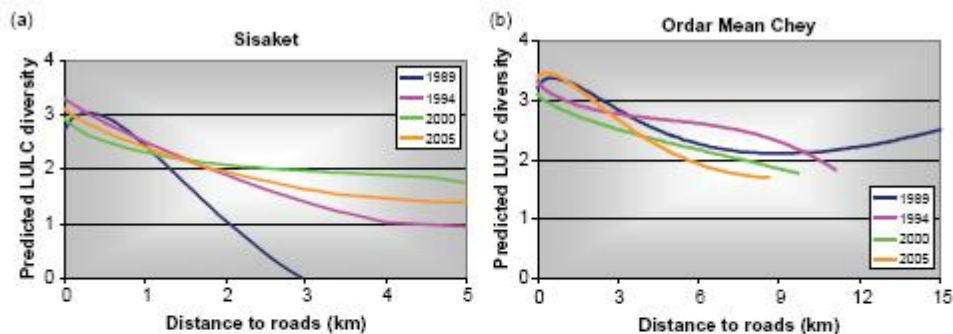 (a)
Sisaket
Predicted LULC diversity
4
3
2
1
0
1989
1994
2000
2005
0 1 2 3 4 5
Distance to roads (km)
(b)
Ordar Mean Chey
Predicted LULC diversity
4
3
2
1
0
1989
1994
2000
2005
0 3 6 9 12 15
Distance to roads (km)